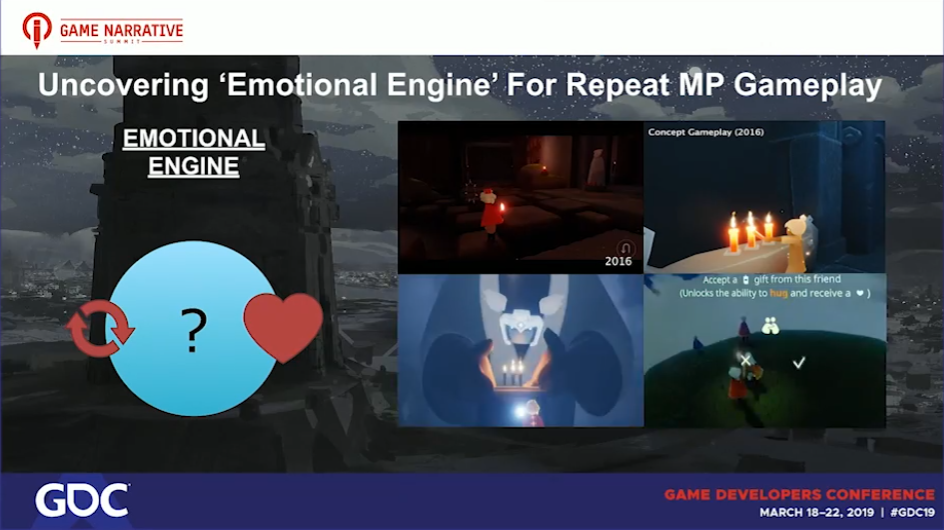 GAME NARRATIVE
SUMMIT
Uncovering ‘Emotional Engine’ For Repeat MP Gameplay
EMOTIONAL
ENGINE
?
2016
Concept Gameplay (2016)
Accept a gift from this friend
(Unlocks the ability to hug and receive a ❤ )
GDC
GAME DEVELOPERS CONFERENCE
MARCH 18–22, 2019 | #GDC19